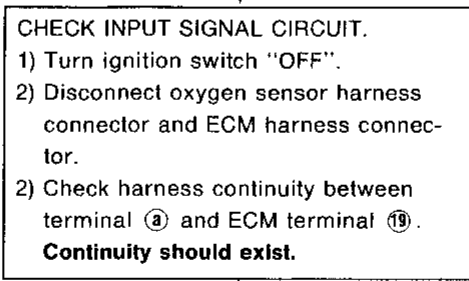 CHECK INPUT SIGNAL CIRCUIT.
1) Turn ignition switch "OFF".
2) Disconnect oxygen sensor harness
connector and ECM harness connec-
tor.
2) Check harness continuity between
terminal ⓐ and ECM terminal ⑲.
Continuity should exist.